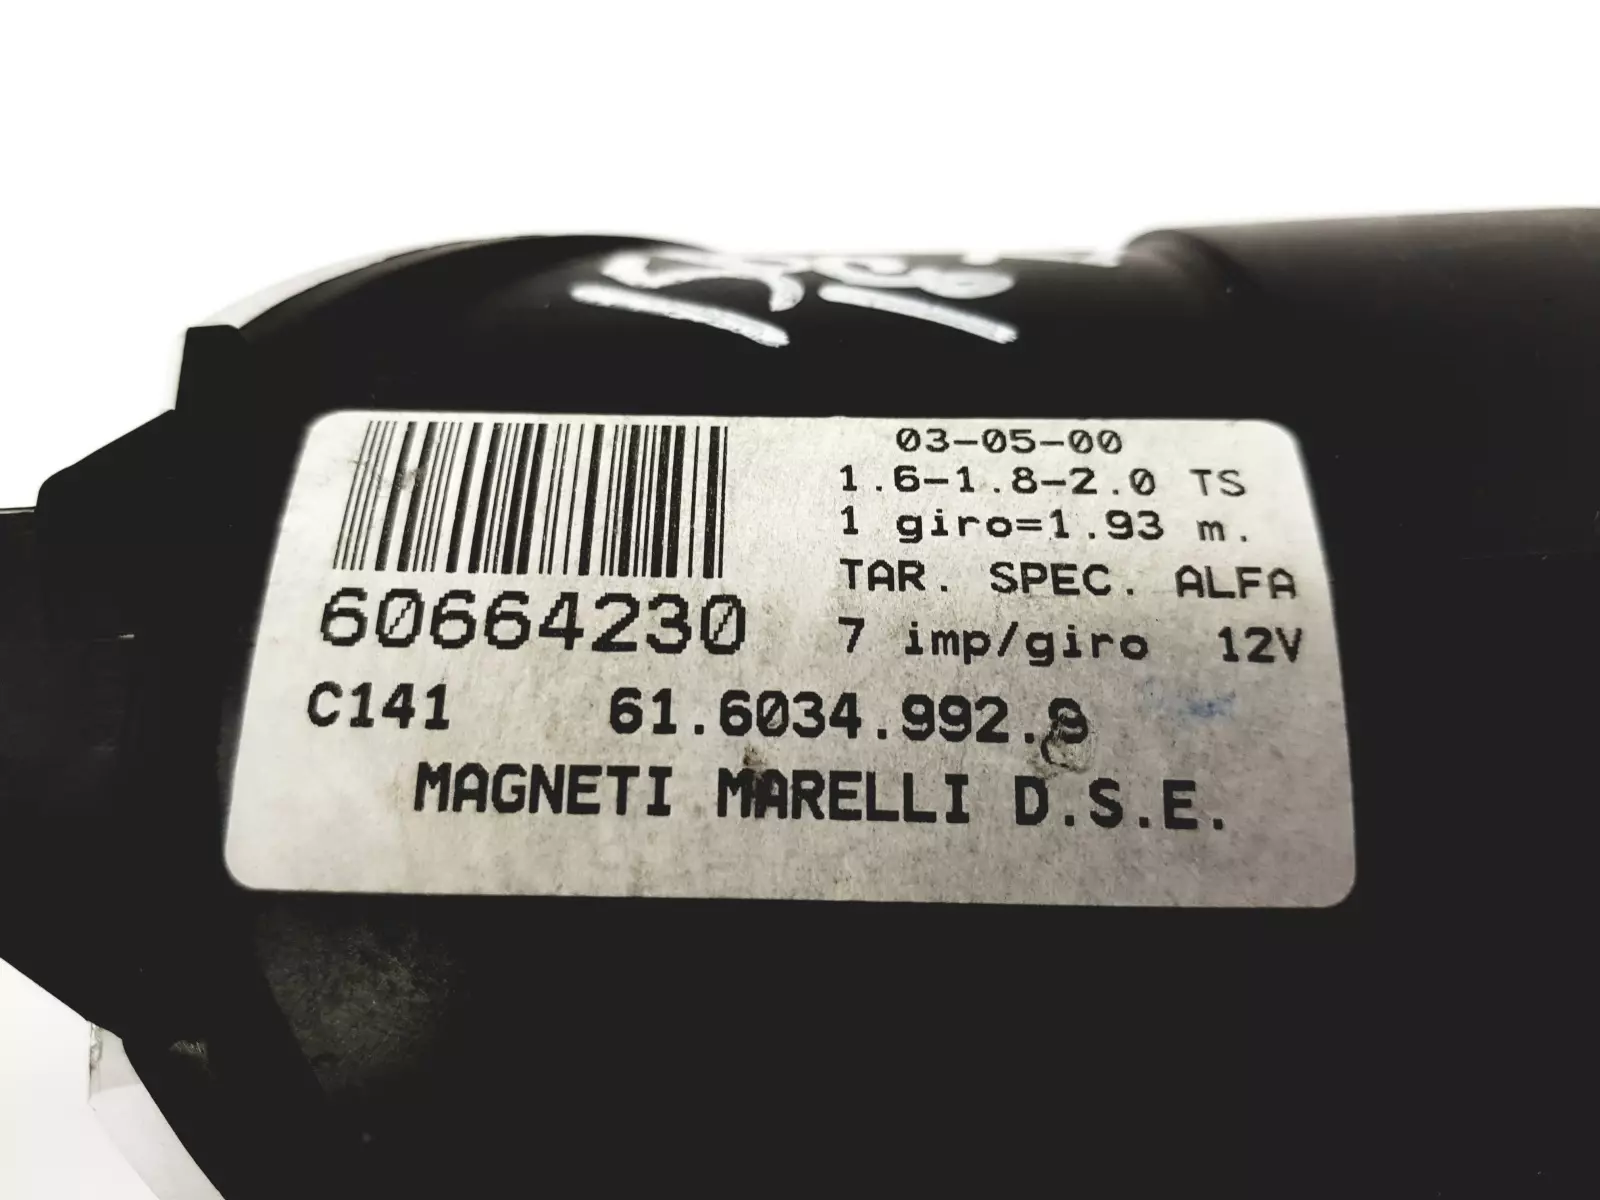 03-05-00
1.6-1.8-2.0 TS
1 giro=1.93 m.
TAR. SPEC. ALFA
7 imp/giro 12V
60664230
C141 61.6034.992.9
MAGNETI MARELLI D.S.E.